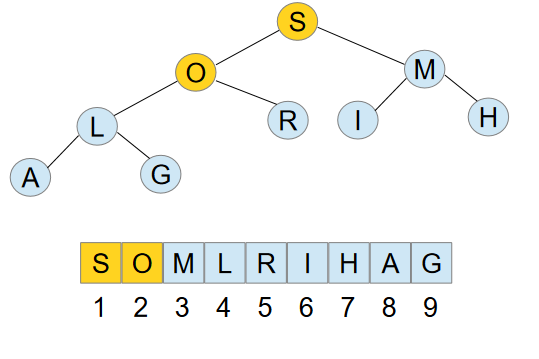 S
O M
L R I H
A G
S O M L R I H A G
1 2 3 4 5 6 7 8 9